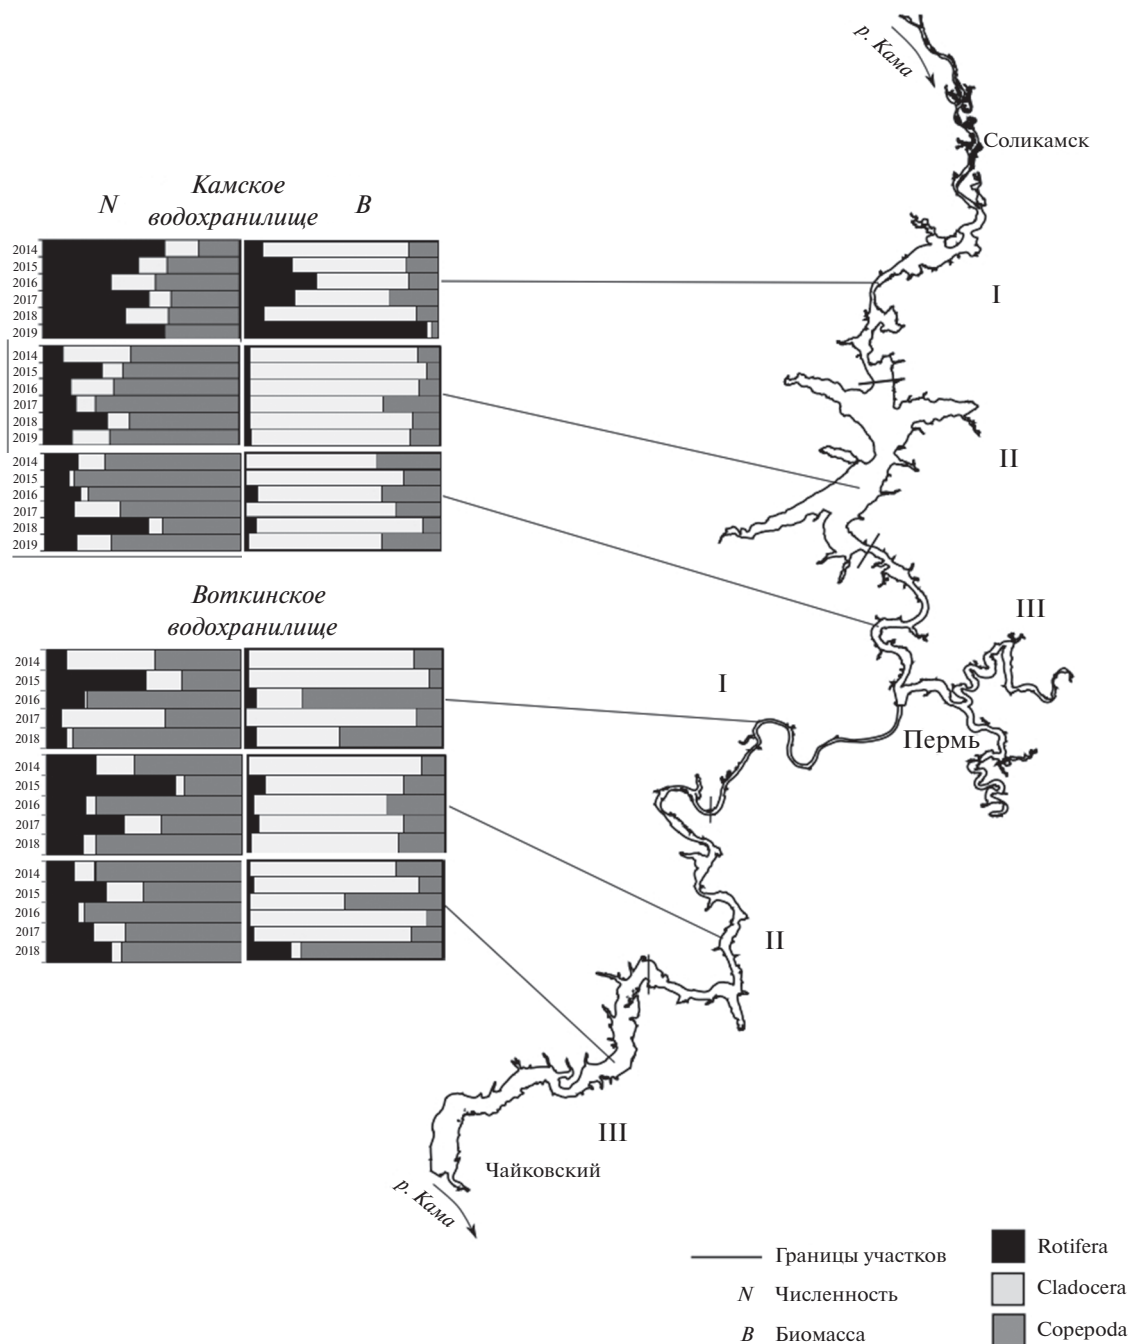 р. Кама
Соликамск
Камское
N водохранилище B
2014
2015
2016
2017
2018
2019
2014
2015
2016
2017
2018
2019
2014
2015
2016
2017
2018
2019
I
II
III
Воткинское
водохранилище
2014
2015
2016
2017
2018
2014
2015
2016
2017
2018
2014
2015
2016
2017
2018
I
Пермь
II
III
Чайковский
р. Кама
Границы участков
N Численность
B Биомасса
Rotifera
Cladocera
Copepoda